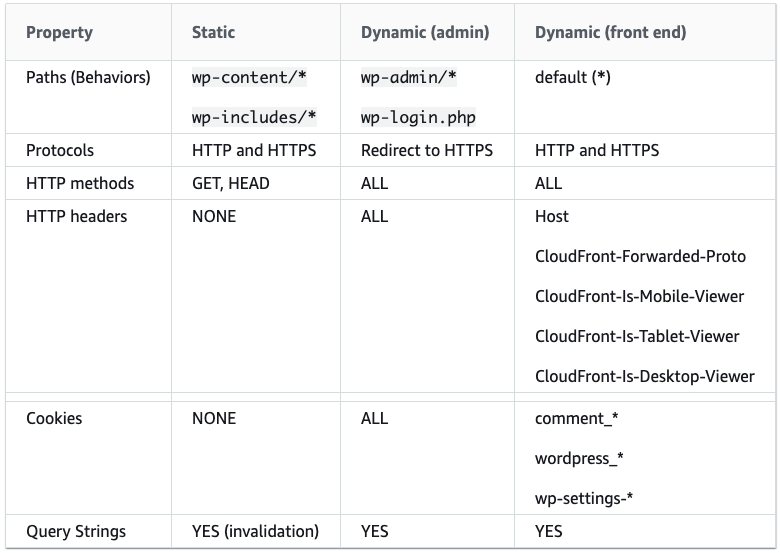 Property Static Dynamic (admin) Dynamic (front end)
Paths (Behaviors) wp-content/* wp-admin/* default (*)
wp-includes/* wp-login.php
Protocols HTTP and HTTPS Redirect to HTTPS HTTP and HTTPS
HTTP methods GET, HEAD ALL ALL
HTTP headers NONE ALL Host
CloudFront-Forwarded-Proto
CloudFront-Is-Mobile-Viewer
CloudFront-Is-Tablet-Viewer
CloudFront-Is-Desktop-Viewer
Cookies NONE ALL comment_*
wordpress_*
wp-settings-*
Query Strings YES (invalidation) YES YES